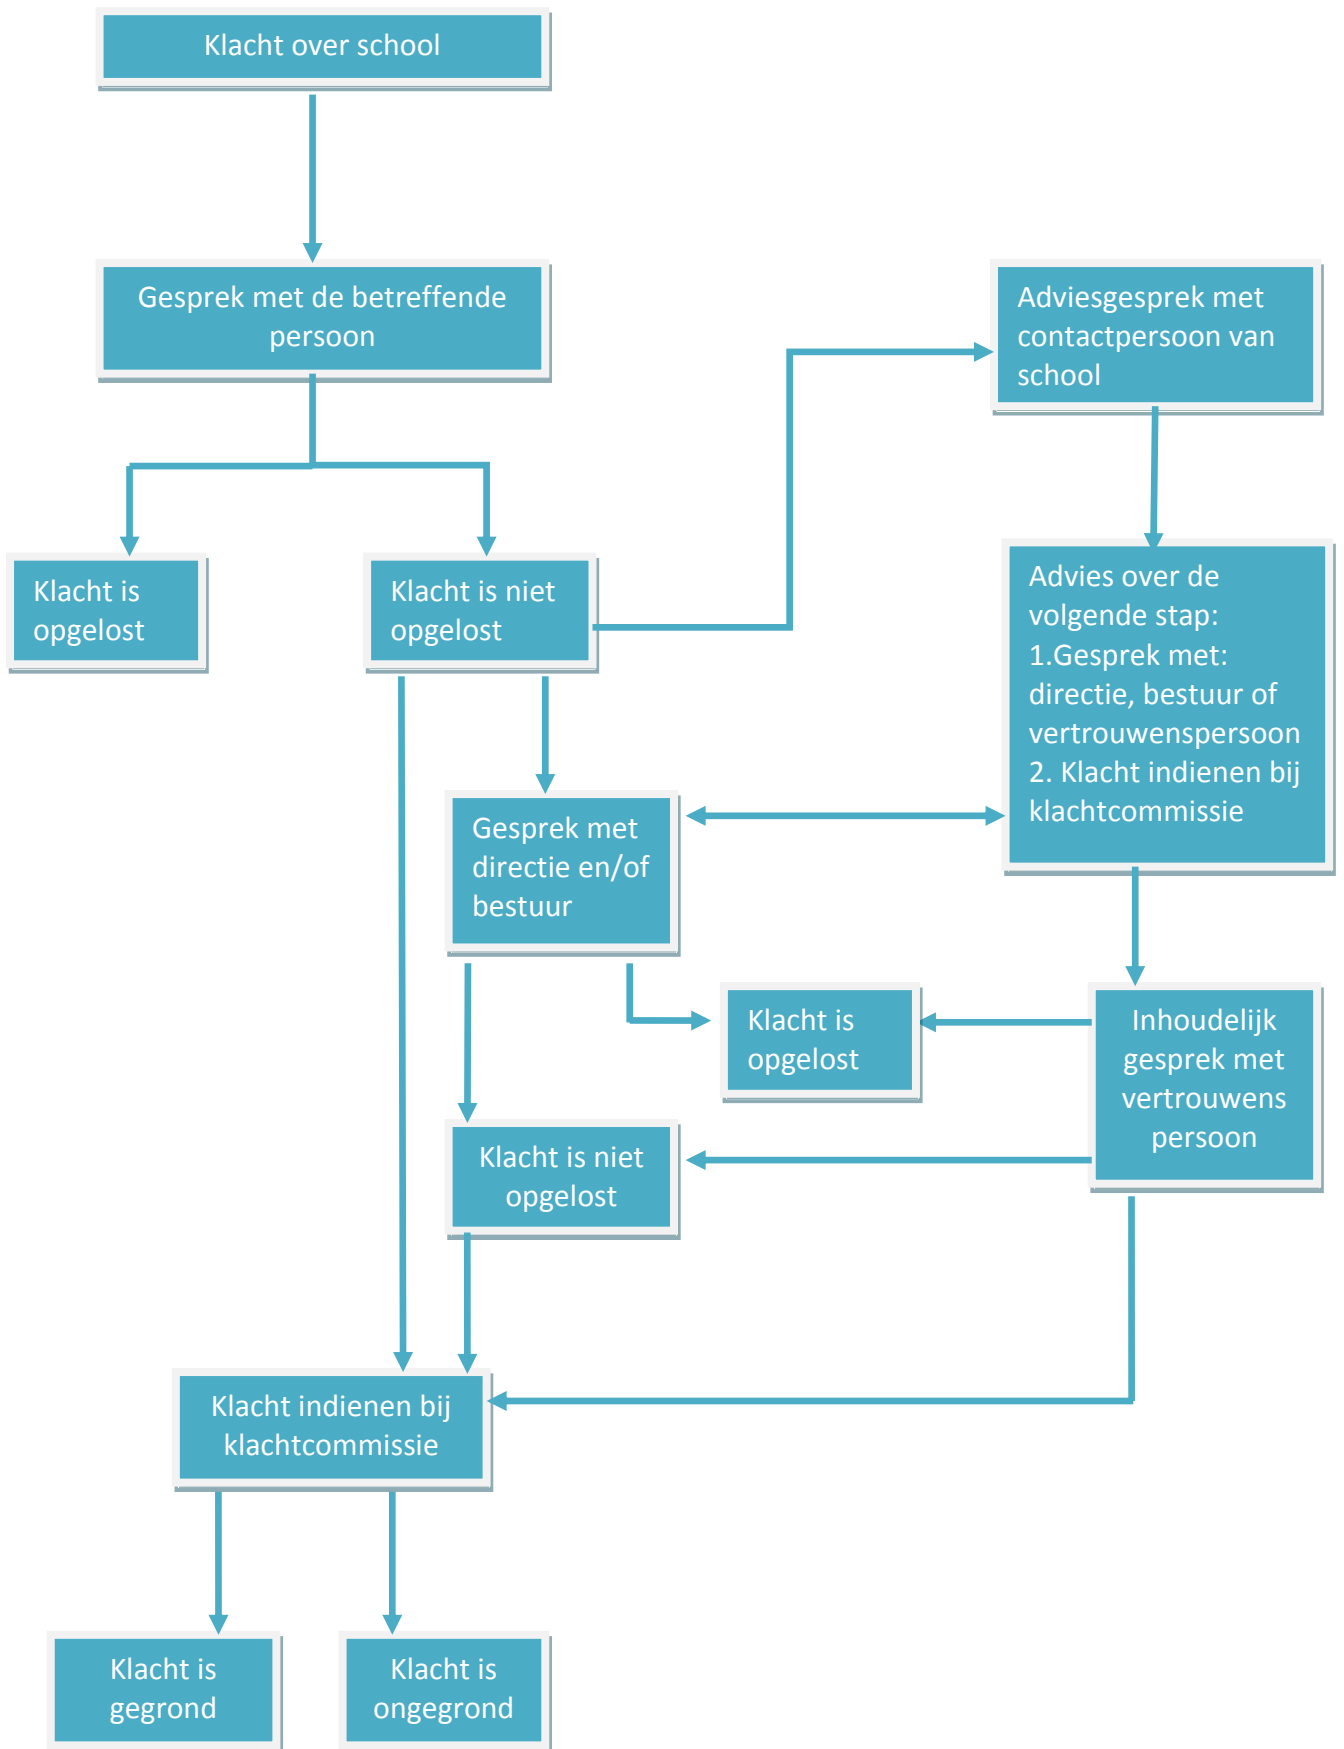 Klacht over school
Gesprek met de betreffende
persoon
Adviesgesprek met
contactpersoon van
school
Klacht is
opgelost
Klacht is niet
opgelost
Advies over de
volgende stap:
1.Gesprek met:
directie, bestuur of
vertrouwenspersoon
2. Klacht indienen bij
klachtcommissie
Gesprek met
directie en/of
bestuur
Klacht is
opgelost
Inhoudelijk
gesprek met
vertrouwens
persoon
Klacht is niet
opgelost
Klacht indienen bij
klachtcommissie
Klacht is
gegrond
Klacht is
ongegrond